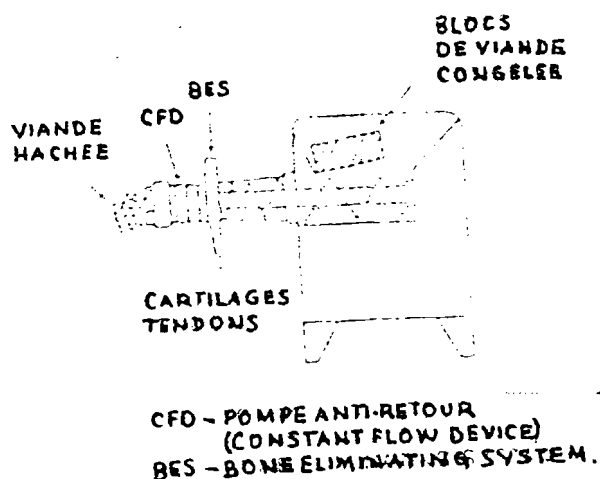 BLOCS
DE VIANDE
CONGELEE
BES
CFD
VIANDE
HACHEE
CARTILAGES
TENDONS
CFD - POMPE ANTI-RETOUR
(CONSTANT FLOW DEVICE)
BES - BONE ELIMINATING SYSTEM.